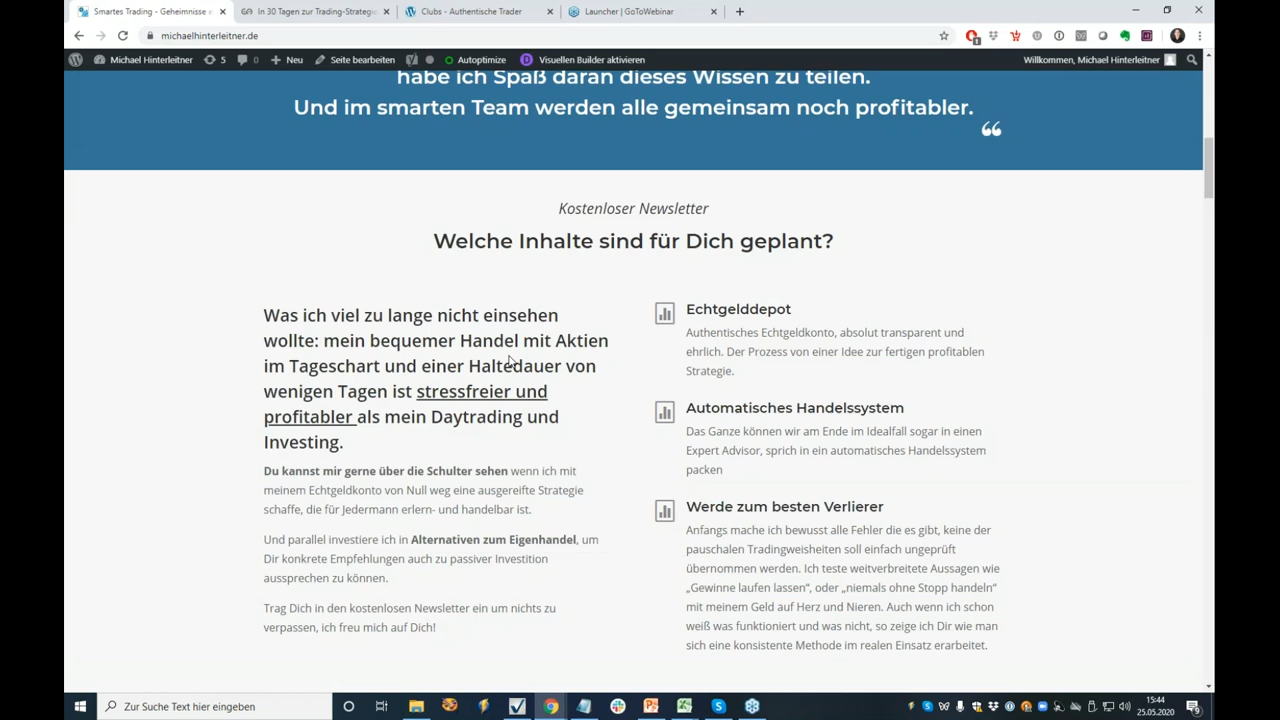 Smartes Trading - Geheimnisse
In 30 Tagen zur Trading-Strategie
Clubs - Authentische Trader
Launcher | GoToWebinar
michaelhinterleitner.de
Michael Hinterleitner
5
0
Neu
Seite bearbeiten
Autoptimize
Visuellen Builder aktivieren
Willkommen, Michael Hinterleitner
habe ich Spaß daran dieses Wissen zu teilen.
Und im smarten Team werden alle gemeinsam noch profitabler.
Kostenloser Newsletter
Welche Inhalte sind für Dich geplant?
Was ich viel zu lange nicht einsehen
wollte: mein bequemer Handel mit Aktien
im Tageschart und einer Haltedauer von
wenigen Tagen ist stressfreier und
profitabler als mein Daytrading und
Investing.
Du kannst mir gerne über die Schulter sehen wenn ich mit
meinem Echtgeldkonto von Null weg eine ausgereifte Strategie
schaffe, die für Jedermann erlern- und handelbar ist.
Und parallel investiere ich in Alternativen zum Eigenhandel, um
Dir konkrete Empfehlungen auch zu passiver Investition
aussprechen zu können.
Trag Dich in den kostenlosen Newsletter ein um nichts zu
verpassen, ich freu mich auf Dich!
Echtgelddepot
Authentisches Echtgeldkonto, absolut transparent und
ehrlich. Der Prozess von einer Idee zur fertigen profitablen
Strategie.
Automatisches Handelssystem
Das Ganze können wir am Ende im Idealfall sogar in einen
Expert Advisor, sprich in ein automatisches Handelssystem
packen
Werde zum besten Verlierer
Anfangs mache ich bewusst alle Fehler die es gibt, keine der
pauschalen Tradingweisheiten soll einfach ungeprüft
übernommen werden. Ich teste weitverbreitete Aussagen wie
„Gewinne laufen lassen“, oder „niemals ohne Stopp handeln“
mit meinem Geld auf Herz und Nieren. Auch wenn ich schon
weiß was funktioniert und was nicht, so zeige ich Dir wie man
sich eine konsistente Methode im realen Einsatz erarbeitet.
Zur Suche Text hier eingeben
15:44
25.05.2020